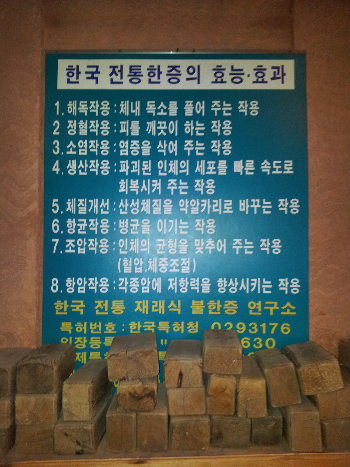 한국 전통한증의 효능·효과
1. 해독작용 : 체내 독소를 풀어 주는 작용
2 정혈작용 : 피를 깨끗이 하는 작용
3. 소염작용 : 염증을 삭여 주는 작용
4. 생산작용 : 파괴된 인체의 세포를 빠른 속도로
회복시켜 주는 작용
5. 체질개선 : 산성체질을 약알카리로 바꾸는 작용
6. 항균작용 : 병균을 이기는 작용
7. 조압작용 : 인체의 균형을 맞추어 주는 작용
(혈압,체중조절)
8. 항암작용 : 각종암에 저항력을 향상시키는 작용
한국 전통 재래식 불한증 연구소
특허번호 : 한국특허청 0293176
의장등록 〃 630